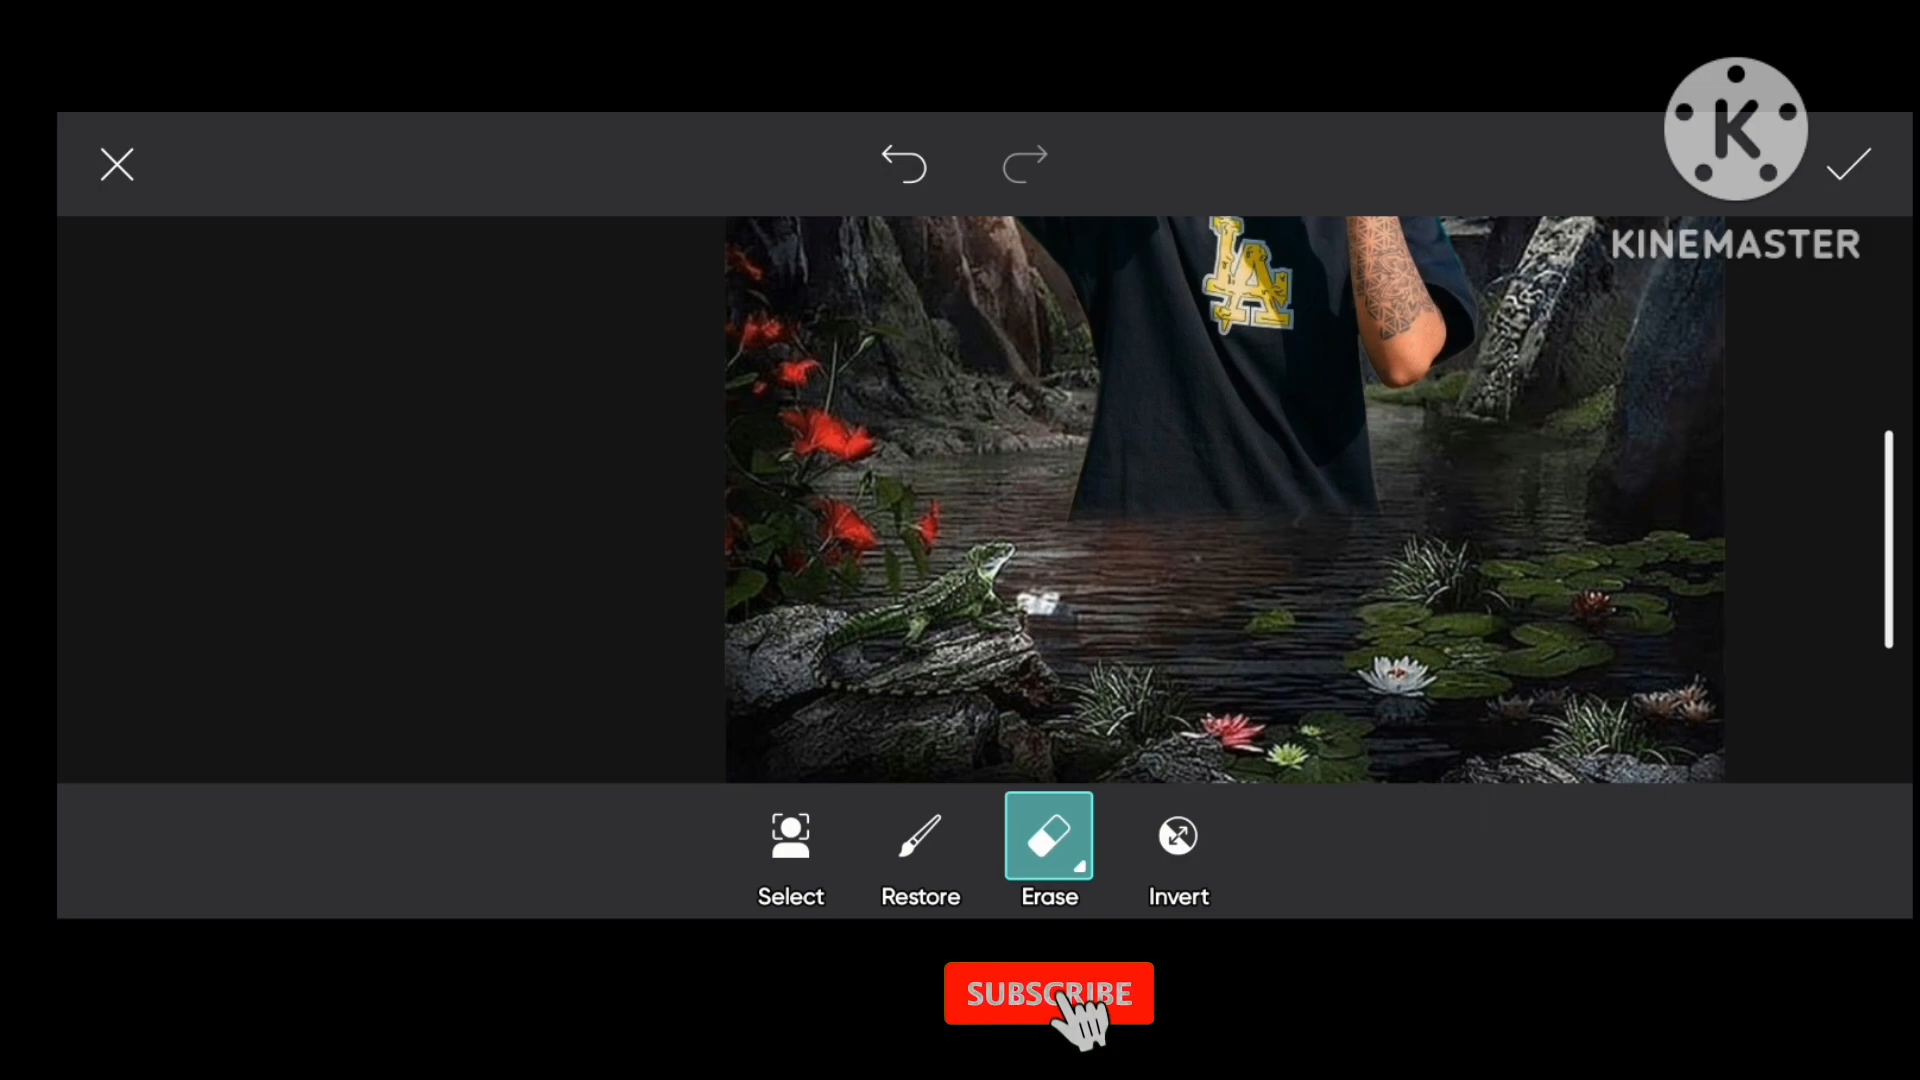 K
KINEMASTER
LA
Select
Restore
Erase
Invert
SUBSCRIBE